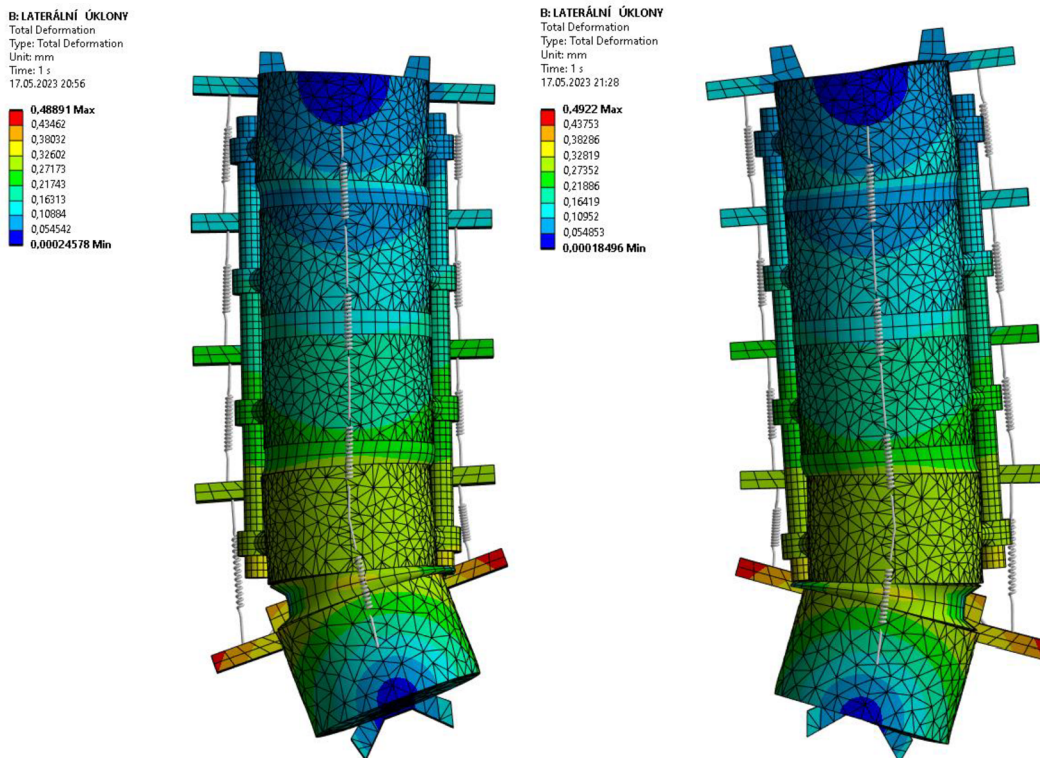 B: LATERÁLNÍ ÚKLONY
Total Deformation
Type: Total Deformation
Unit: mm
Time: 1 s
17.05.2023 20:56
0,48891 Max
0,43462
0,38032
0,32602
0,27173
0,21743
0,16313
0,10884
0,054542
0,00024578 Min
B: LATERÁLNÍ ÚKLONY
Total Deformation
Type: Total Deformation
Unit: mm
Time: 1 s
17.05.2023 21:28
0,4922 Max
0,43753
0,38286
0,32819
0,27352
0,21886
0,16419
0,10952
0,054853
0,00018496 Min